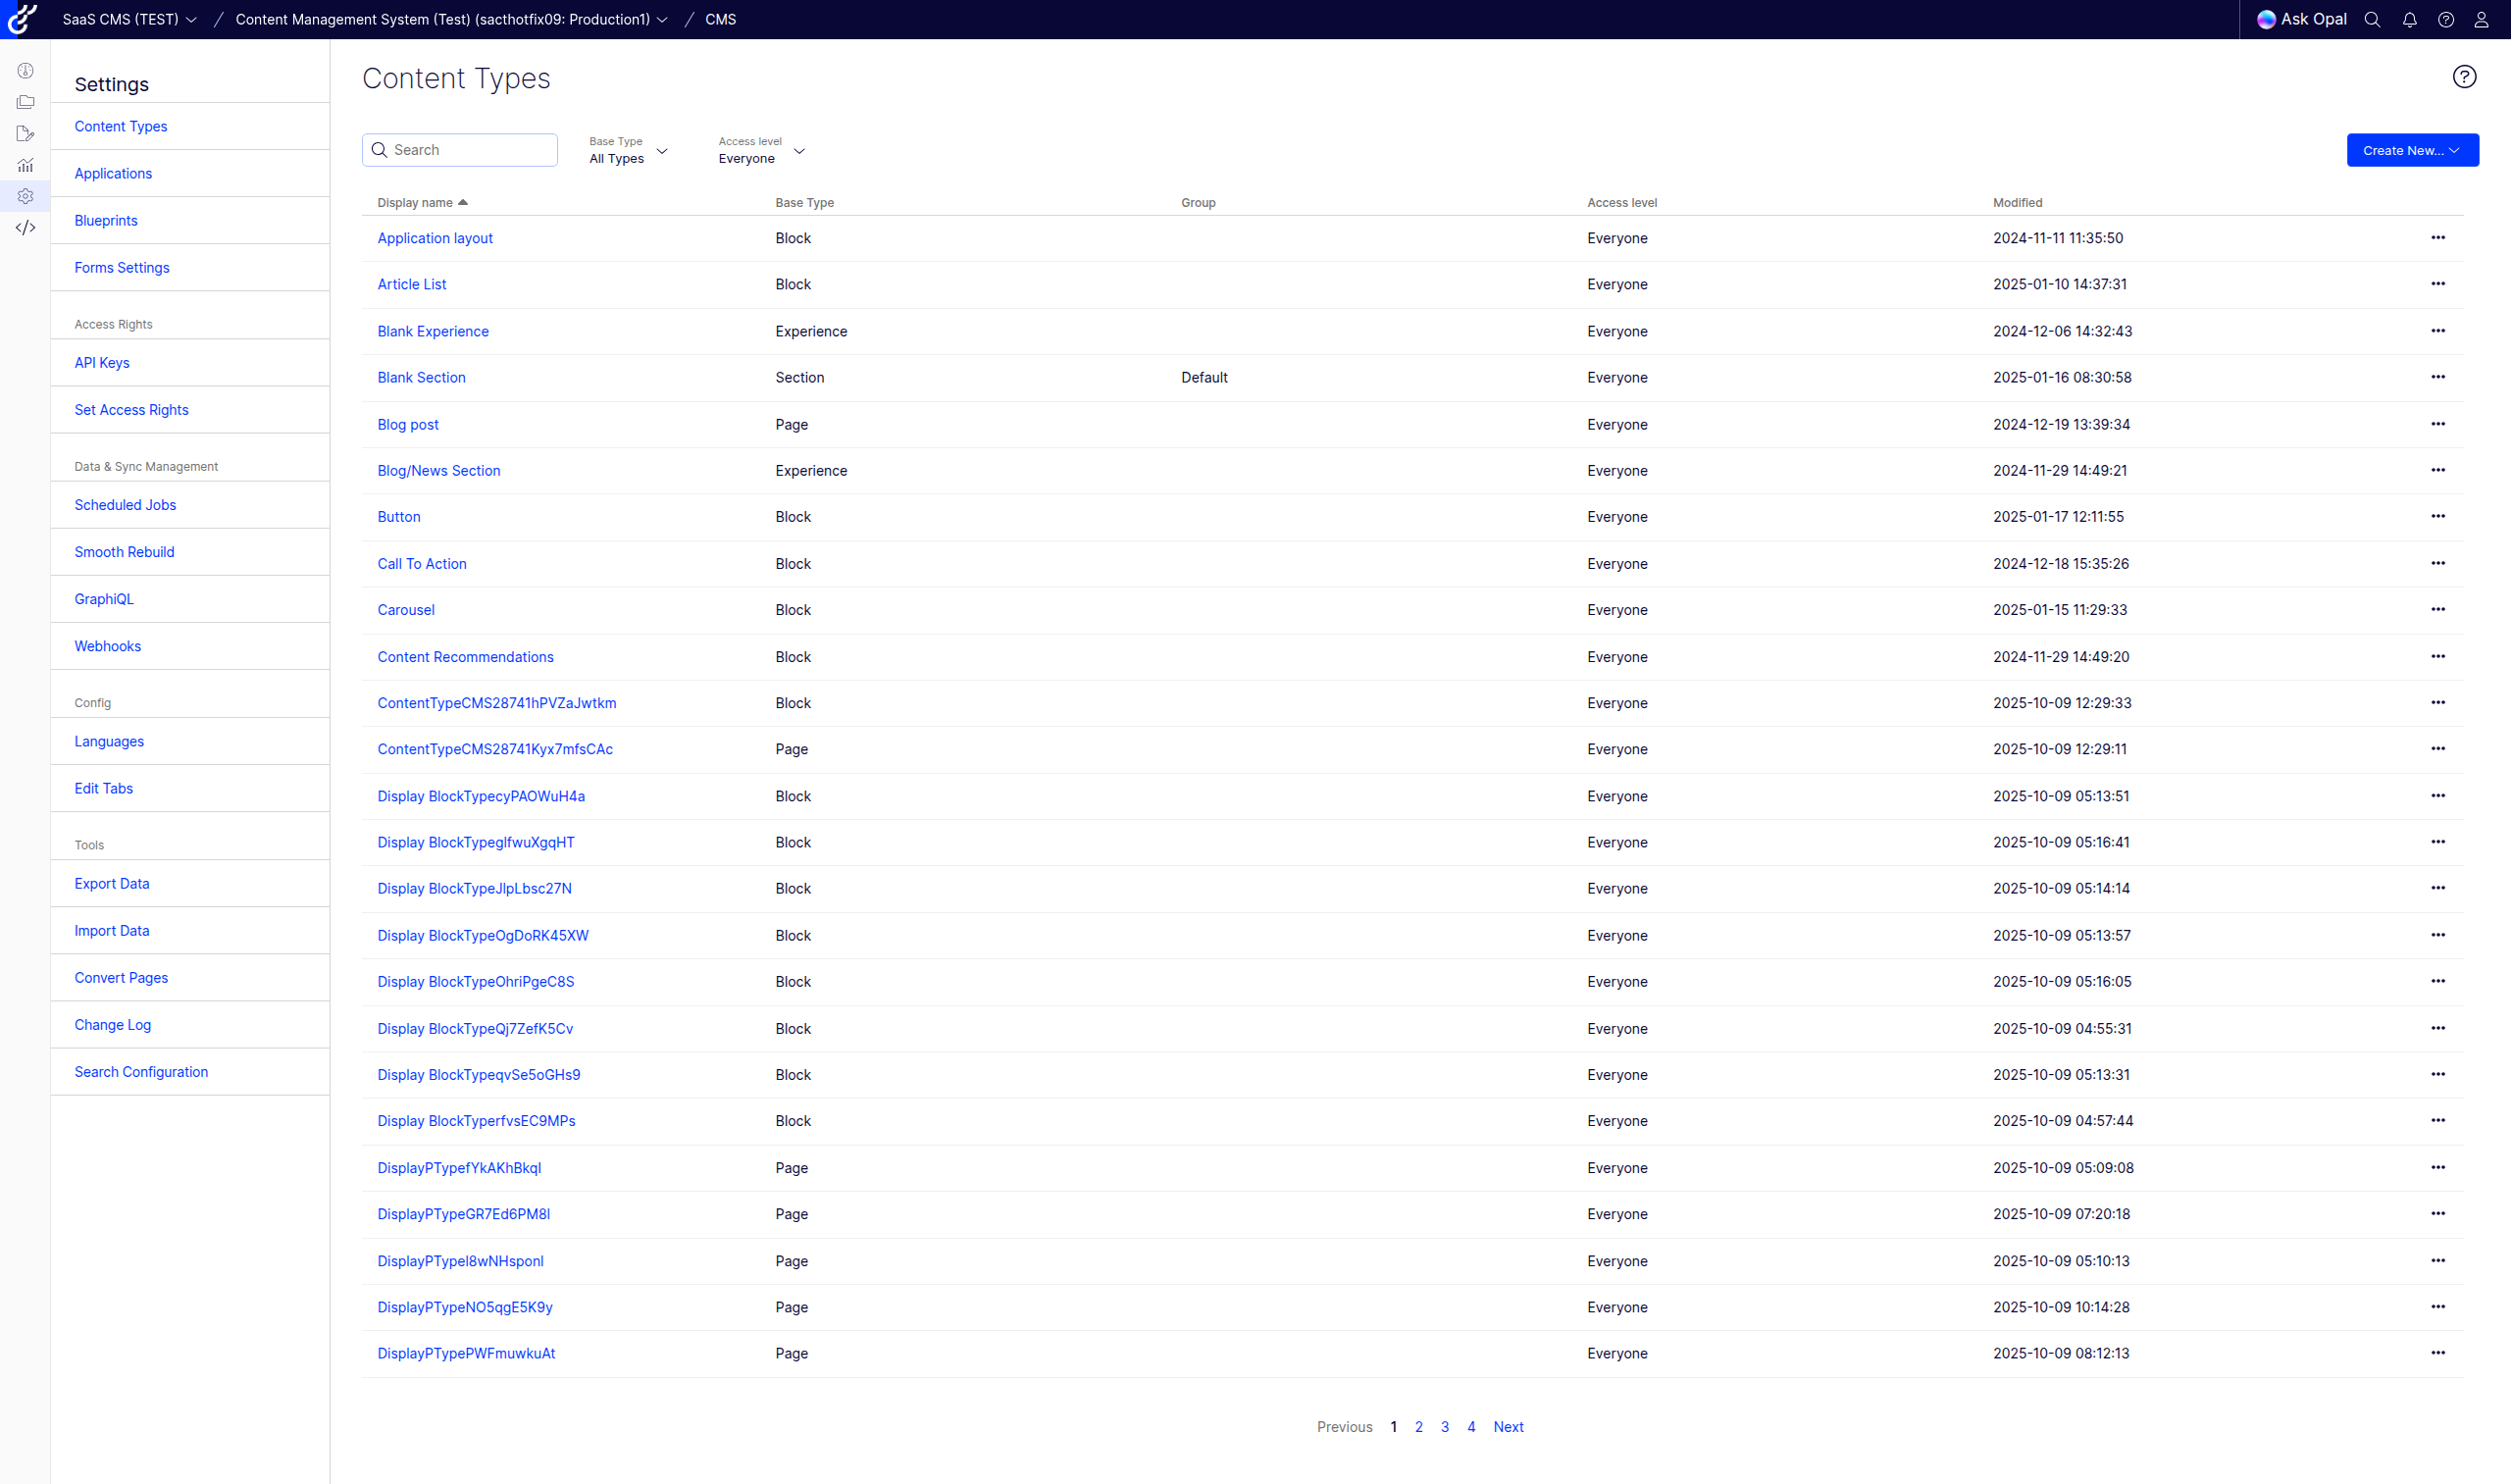 SaaS CMS (TEST) / Content Management System (Test) (sacthotfix09: Production1) / CMS
Ask Opal
Settings
Content Types
Applications
Blueprints
Forms Settings
Access Rights
API Keys
Set Access Rights
Data & Sync Management
Scheduled Jobs
Smooth Rebuild
GraphiQL
Webhooks
Config
Languages
Edit Tabs
Tools
Export Data
Import Data
Convert Pages
Change Log
Search Configuration
Content Types
Search
Base Type
All Types
Access level
Everyone
Create New...
Display name Base Type Group Access level Modified
Application layout Block Everyone 2024-11-11 11:35:50
Article List Block Everyone 2025-01-10 14:37:31
Blank Experience Experience Everyone 2024-12-06 14:32:43
Blank Section Section Default Everyone 2025-01-16 08:30:58
Blog post Page Everyone 2024-12-19 13:39:34
Blog/News Section Experience Everyone 2024-11-29 14:49:21
Button Block Everyone 2025-01-17 12:11:55
Call To Action Block Everyone 2024-12-18 15:35:26
Carousel Block Everyone 2025-01-15 11:29:33
Content Recommendations Block Everyone 2024-11-29 14:49:20
ContentTypeCMS28741hPVZaJwtkm Block Everyone 2025-10-09 12:29:33
ContentTypeCMS28741Kyx7mfsCAc Page Everyone 2025-10-09 12:29:11
Display BlockTypecyPAOWuH4a Block Everyone 2025-10-09 05:13:51
Display BlockTypeglfwuXgqHT Block Everyone 2025-10-09 05:16:41
Display BlockTypeJlpLbsc27N Block Everyone 2025-10-09 05:14:14
Display BlockTypeOgDoRK45XW Block Everyone 2025-10-09 05:13:57
Display BlockTypeOhriPgeC8S Block Everyone 2025-10-09 05:16:05
Display BlockTypeQj7ZefK5Cv Block Everyone 2025-10-09 04:55:31
Display BlockTypeqvSe5oGHs9 Block Everyone 2025-10-09 05:13:31
Display BlockTyperfvsEC9MPs Block Everyone 2025-10-09 04:57:44
DisplayPTypefYkAKhBkqI Page Everyone 2025-10-09 05:09:08
DisplayPTypeGR7Ed6PM8l Page Everyone 2025-10-09 07:20:18
DisplayPTypeI8wNHsponI Page Everyone 2025-10-09 05:10:13
DisplayPTypeNO5qgE5K9y Page Everyone 2025-10-09 10:14:28
DisplayPTypePWFmuwkuAt Page Everyone 2025-10-09 08:12:13
Previous 1 2 3 4 Next